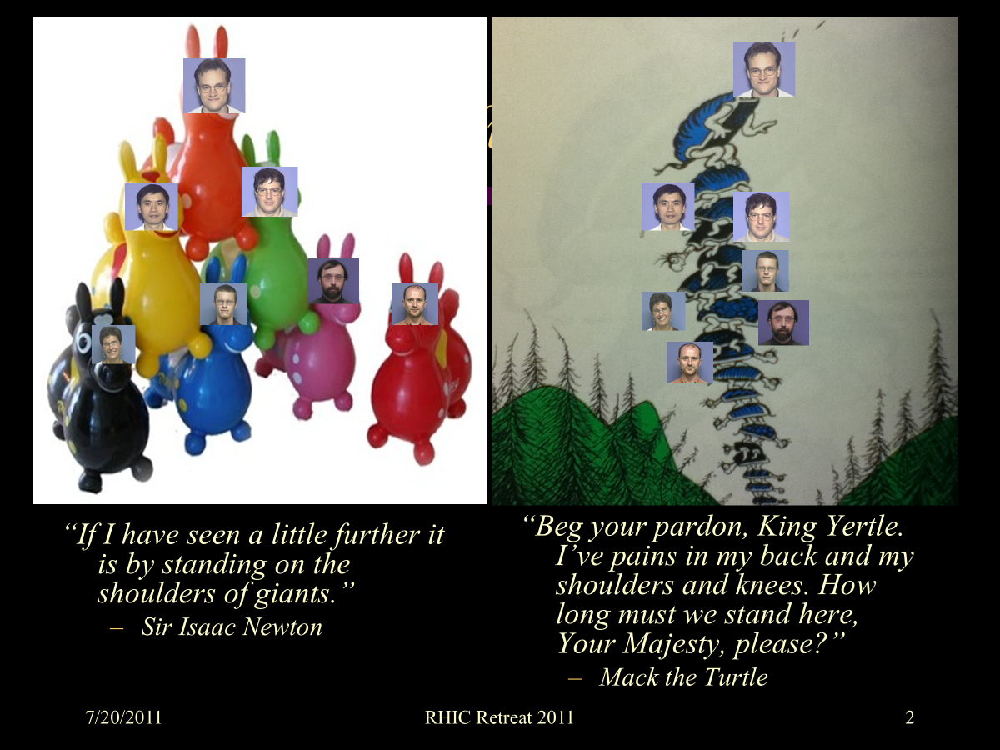 “If I have seen a little further it
is by standing on the
shoulders of giants.”
– Sir Isaac Newton
“Beg your pardon, King Yertle.
I’ve pains in my back and my
shoulders and knees. How
long must we stand here,
Your Majesty, please?”
– Mack the Turtle
7/20/2011
RHIC Retreat 2011
2